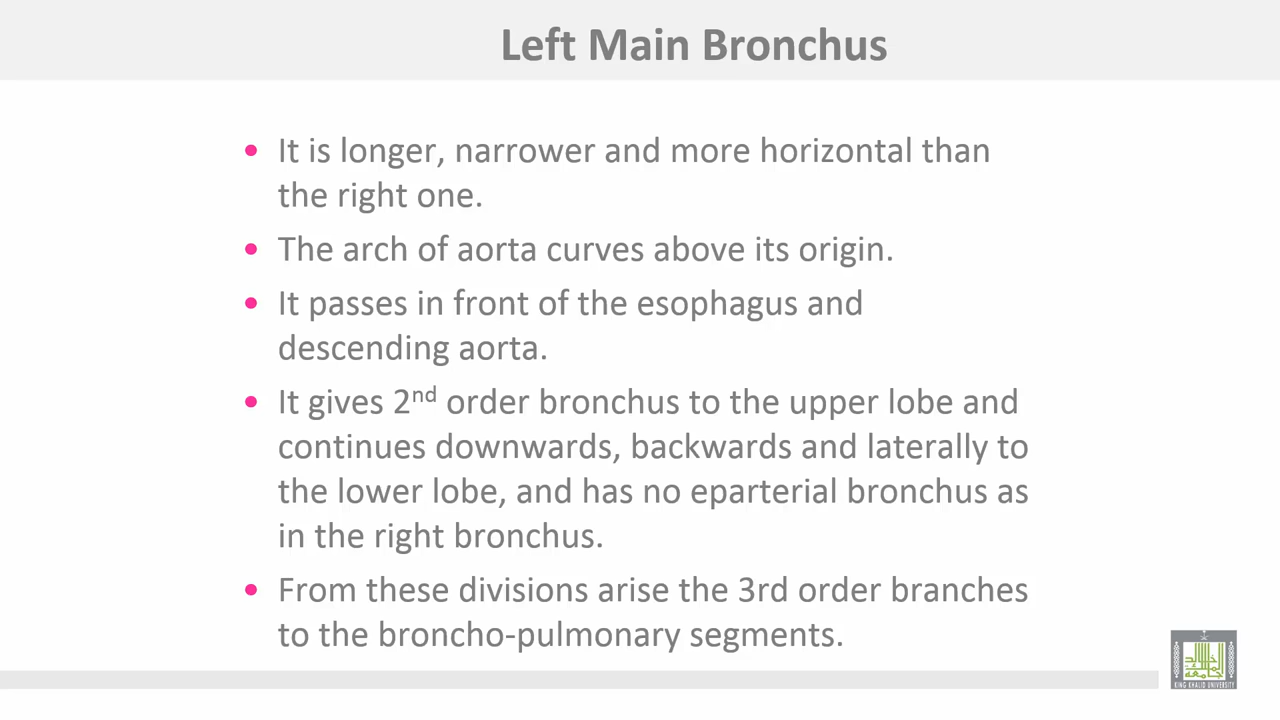 Left Main Bronchus
• It is longer, narrower and more horizontal than
the right one.
• The arch of aorta curves above its origin.
• It passes in front of the esophagus and
descending aorta.
• It gives 2nd order bronchus to the upper lobe and
continues downwards, backwards and laterally to
the lower lobe, and has no eparterial bronchus as
in the right bronchus.
• From these divisions arise the 3rd order branches
to the broncho-pulmonary segments.
KING KHALID UNIVERSITY